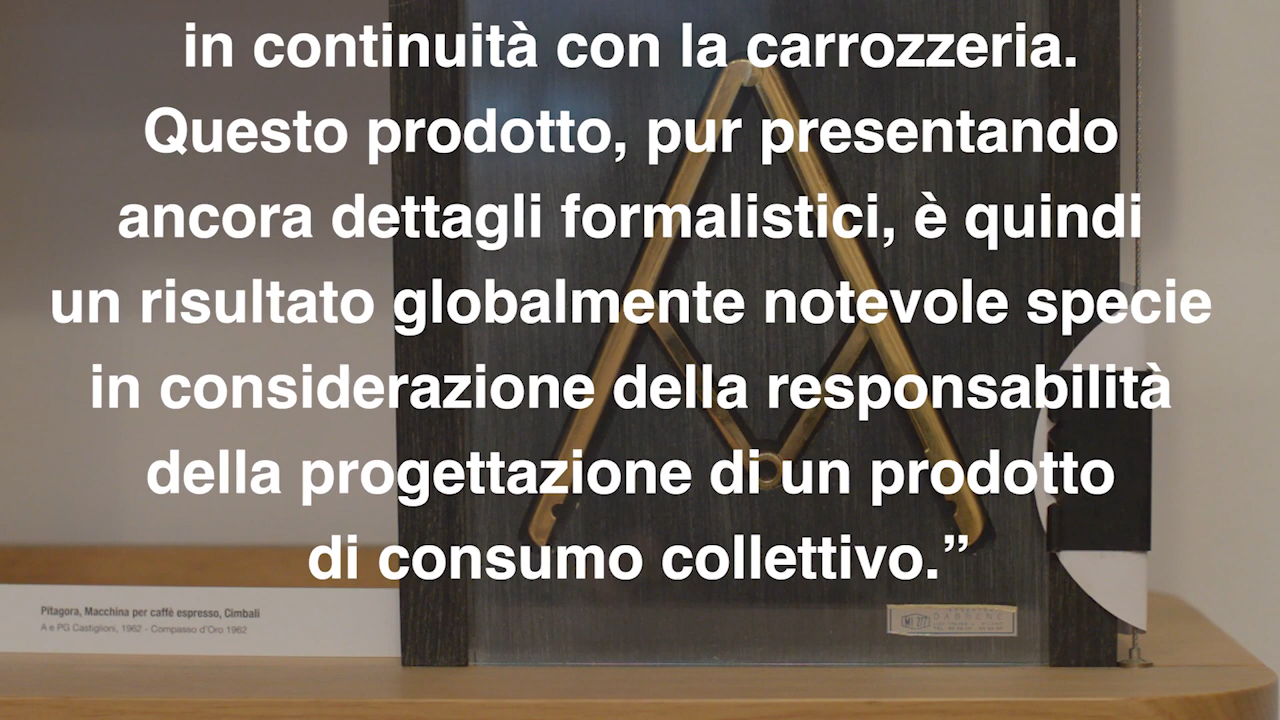 in continuità con la carrozzeria.
Questo prodotto, pur presentando
ancora dettagli formalistici, è quindi
un risultato globalmente notevole specie
in considerazione della responsabilità
della progettazione di un prodotto
di consumo collettivo.”
Pitagora, Macchina per caffè espresso, Cimbali
A e PG Castiglioni, 1962 - Compasso d'Oro 1962
DABBENE